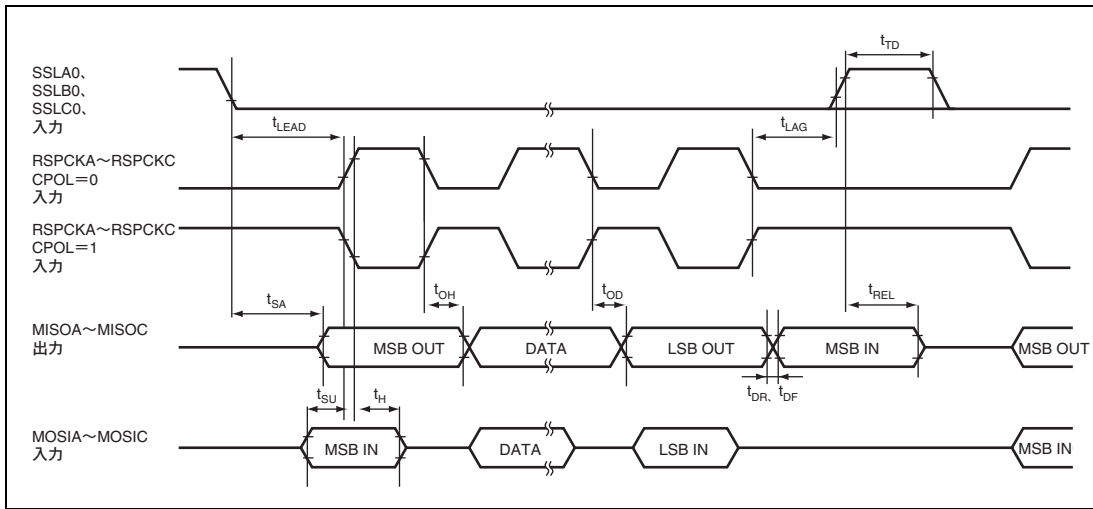 SSLA0、
SSLB0、
SSLC0、
入力
tTD
tLEAD
tLAG
RSPCKA～RSPCKC
CPOL＝0
入力
RSPCKA～RSPCKC
CPOL＝1
入力
tSA
tOH
tOD
tREL
MISOA～MISOC
出力
MSB OUT
DATA
LSB OUT
MSB IN
MSB OUT
tSU
tH
tDR、tDF
MOSIA～MOSIC
入力
MSB IN
DATA
LSB IN
MSB IN